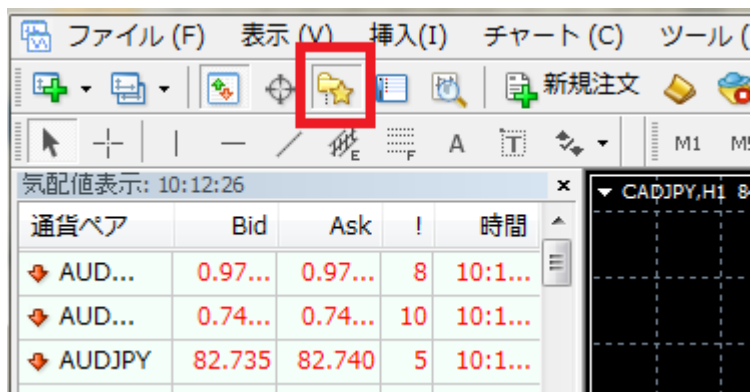 ファイル (F) 表示 (V) 挿入(I) チャート (C) ツール (
新規注文
E F A T M1 M5
気配値表示: 10:12:26
CADJPY,H1 8
通貨ペア Bid Ask ! 時間
AUD... 0.97... 0.97... 8 10:1...
AUD... 0.74... 0.74... 10 10:1...
AUDJPY 82.735 82.740 5 10:1...